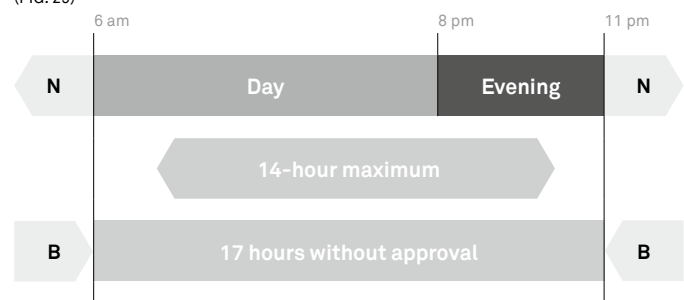 6 am 8 pm 11 pm
N Day Evening N
14-hour maximum
B 17 hours without approval B